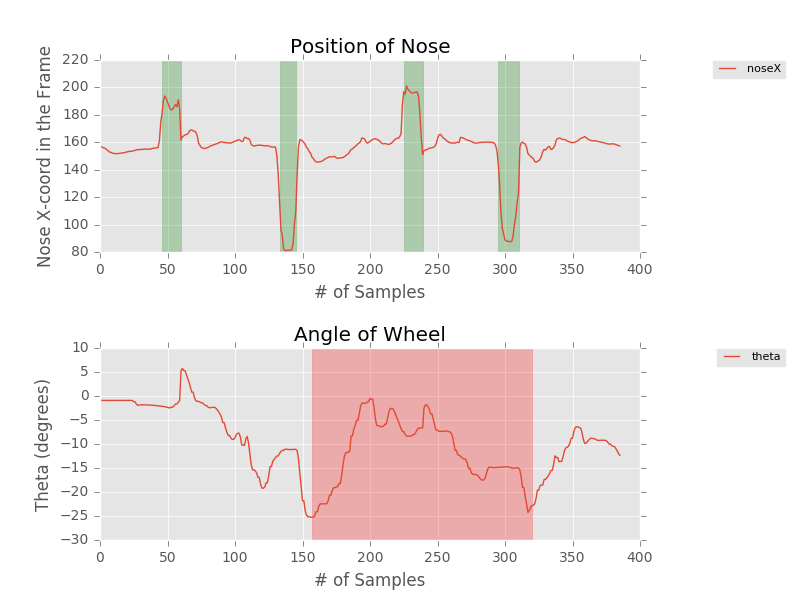 Position of Nose
220
200
180
160
140
120
100
80
Nose X-coord in the Frame
0 50 100 150 200 250 300 350 400
# of Samples
noseX
Angle of Wheel
10
5
0
−5
−10
−15
−20
−25
−30
Theta (degrees)
0 50 100 150 200 250 300 350 400
# of Samples
theta